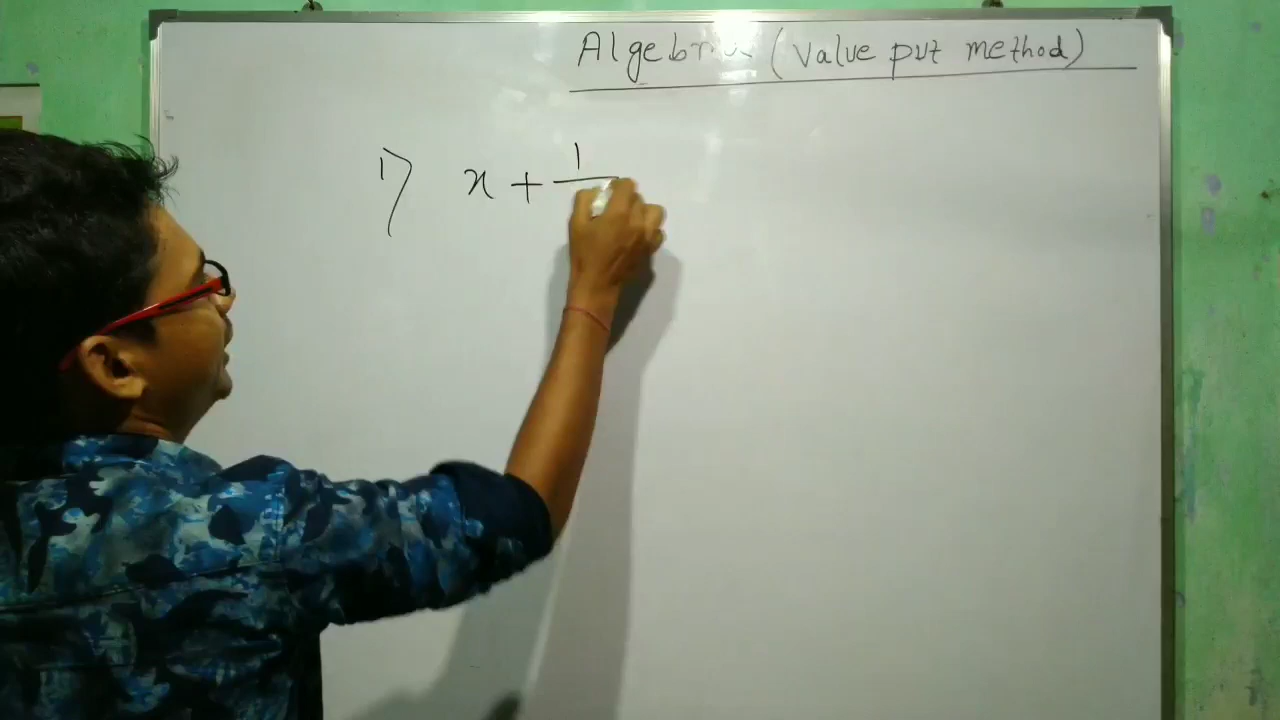 Algebra (value put method)
1) x + 1/